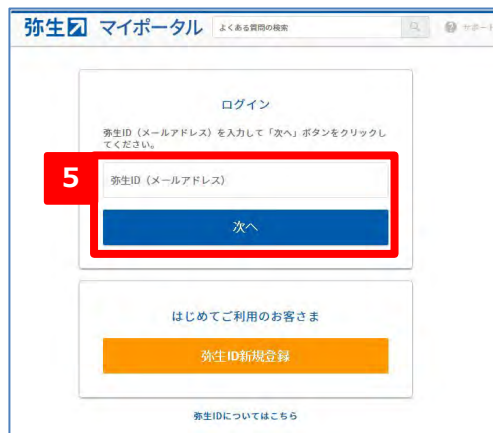 弥生 マイポータル よくある質問の検索 サポート
ログイン
弥生ID（メールアドレス）を入力して「次へ」ボタンをクリックし
てください。
5
弥生ID（メールアドレス）
次へ
はじめてご利用のお客さま
弥生ID新規登録
弥生IDについてはこちら